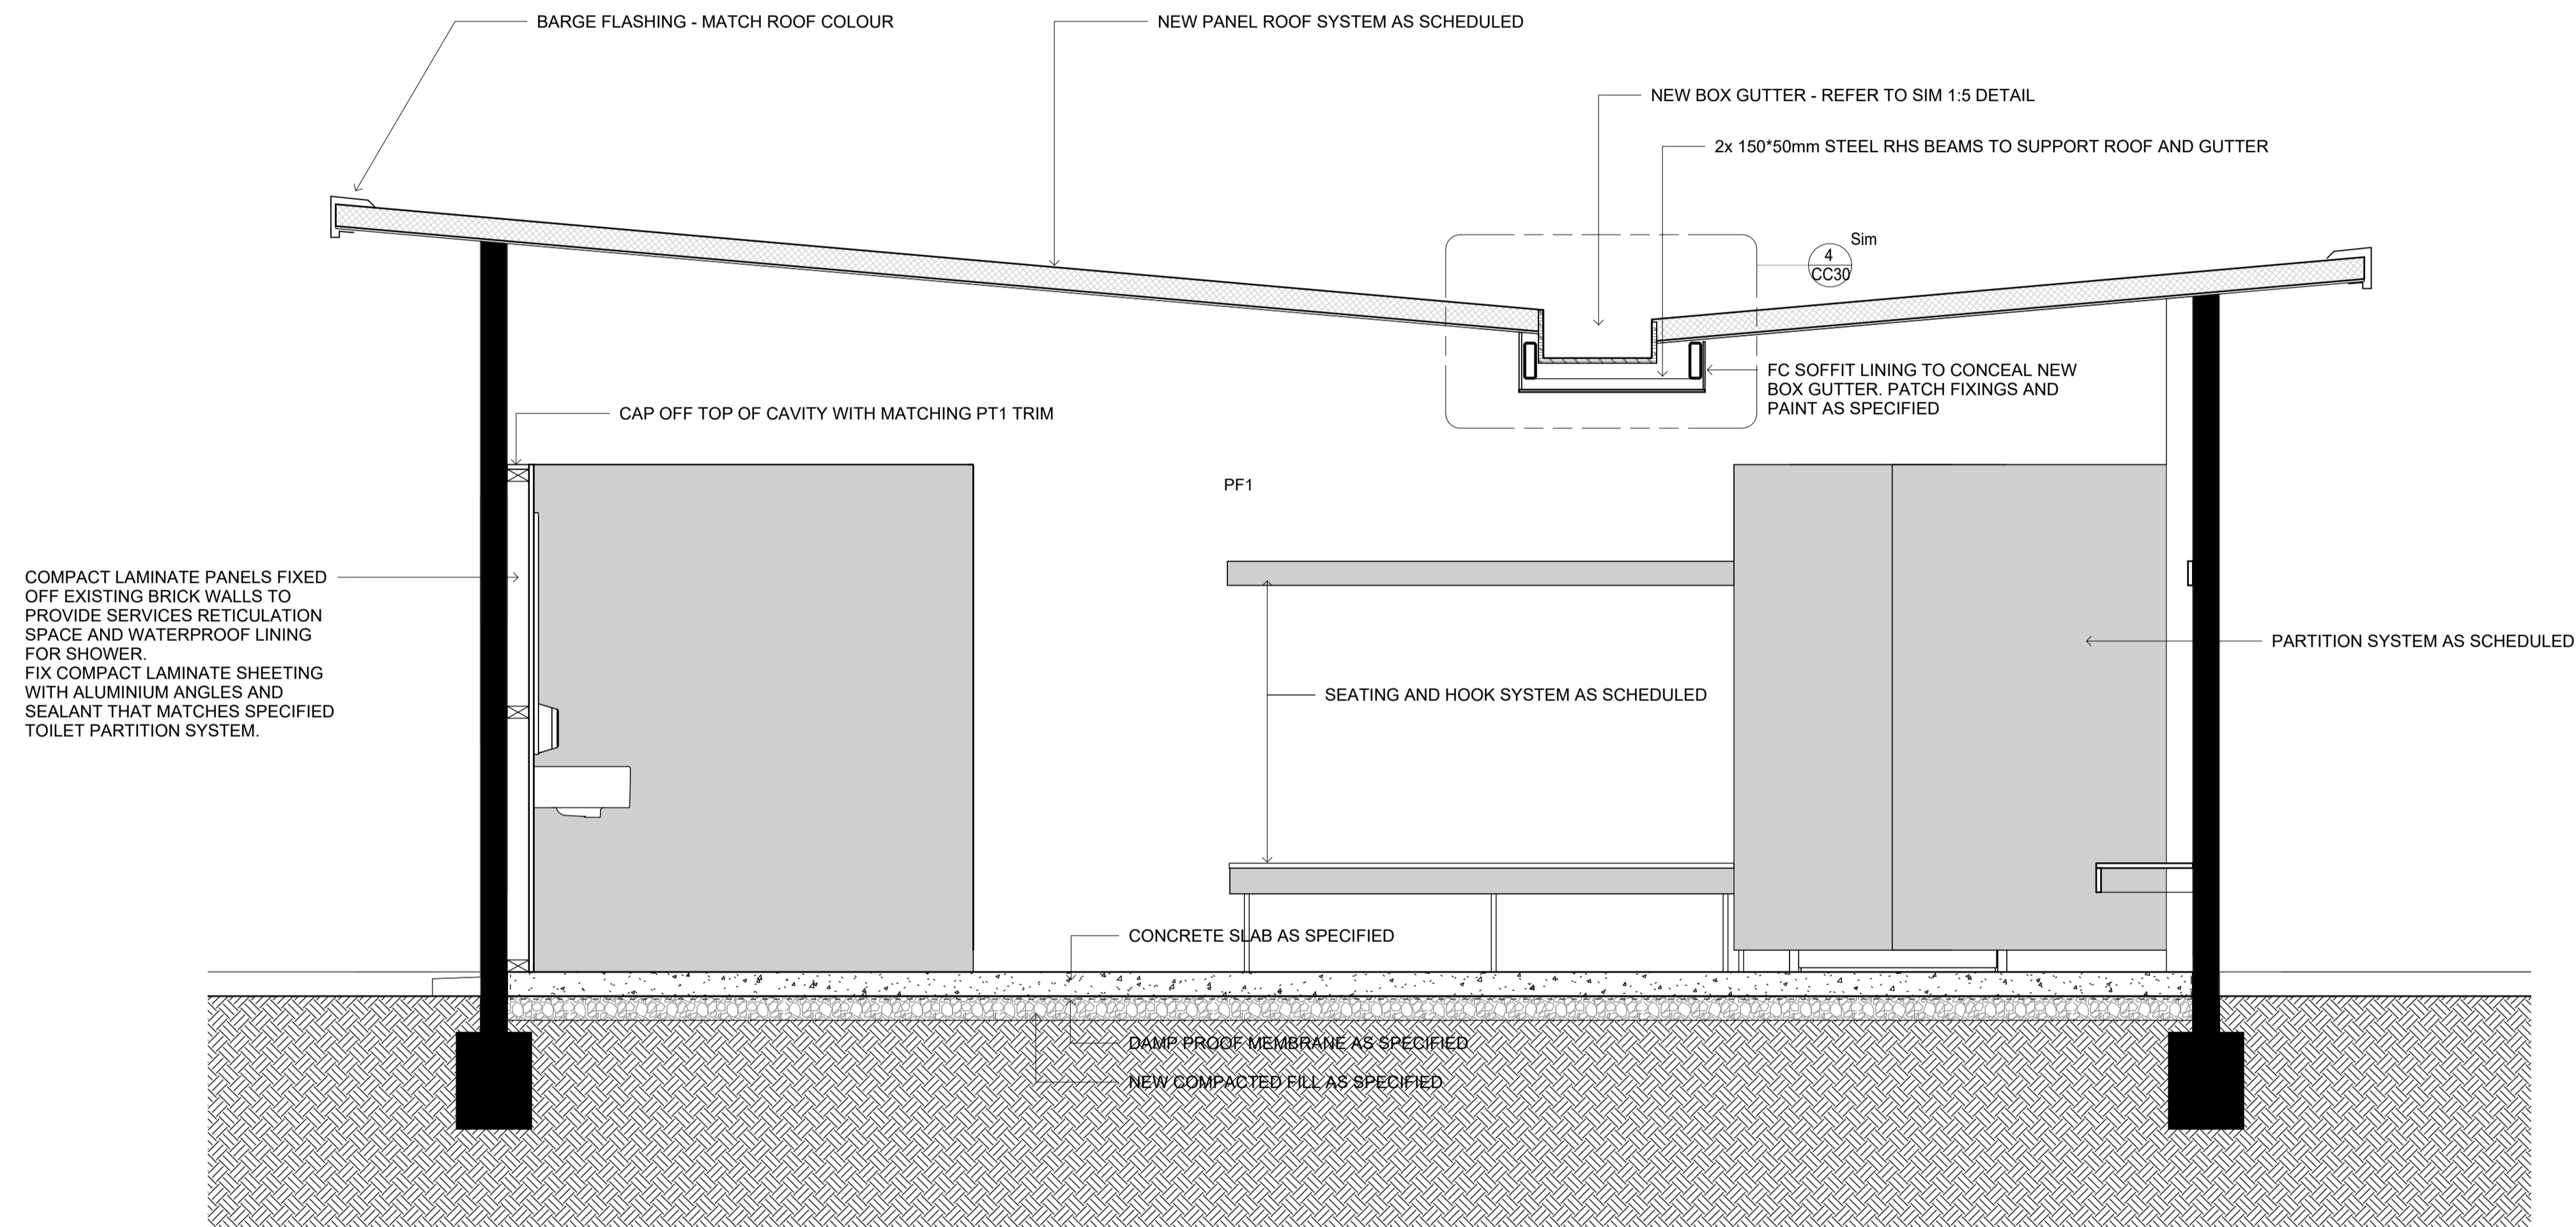 BARGE FLASHING - MATCH ROOF COLOUR
NEW PANEL ROOF SYSTEM AS SCHEDULED
NEW BOX GUTTER - REFER TO SIM 1:5 DETAIL
2x 150*50mm STEEL RHS BEAMS TO SUPPORT ROOF AND GUTTER
Sim
4
CC30
FC SOFFIT LINING TO CONCEAL NEW
BOX GUTTER. PATCH FIXINGS AND
PAINT AS SPECIFIED
CAP OFF TOP OF CAVITY WITH MATCHING PT1 TRIM
PF1
COMPACT LAMINATE PANELS FIXED
OFF EXISTING BRICK WALLS TO
PROVIDE SERVICES RETICULATION
SPACE AND WATERPROOF LINING
FOR SHOWER.
FIX COMPACT LAMINATE SHEETING
WITH ALUMINIUM ANGLES AND
SEALANT THAT MATCHES SPECIFIED
TOILET PARTITION SYSTEM.
PARTITION SYSTEM AS SCHEDULED
SEATING AND HOOK SYSTEM AS SCHEDULED
CONCRETE SLAB AS SPECIFIED
DAMP PROOF MEMBRANE AS SPECIFIED
NEW COMPACTED FILL AS SPECIFIED